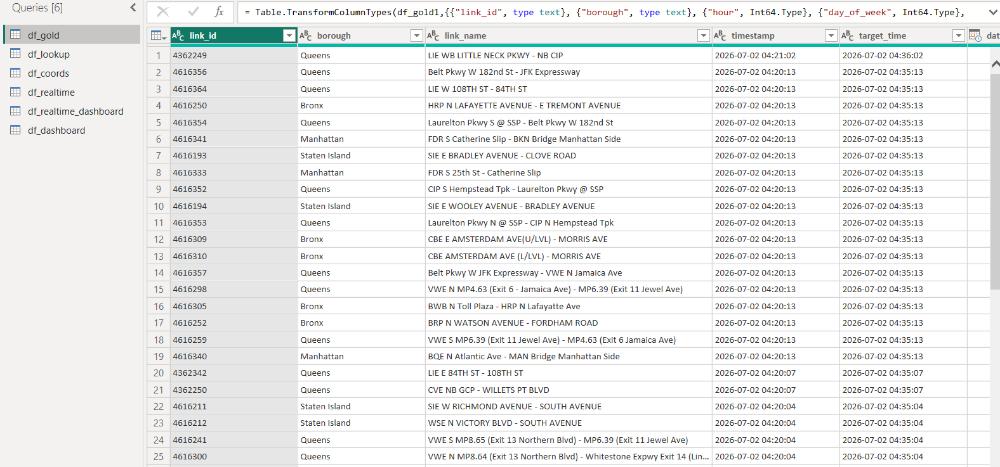 Queries [6]
df_gold
df_lookup
df_coords
df_realtime
df_realtime_dashboard
df_dashboard
fx = Table.TransformColumnTypes(df_gold1,{{"link_id", type text}, {"borough", type text}, {"hour", Int64.Type}, {"day_of_week", Int64.Type},
ABC link_id ABC borough ABC link_name ABC timestamp ABC target_time dat
1 4362249 Queens LIE WB LITTLE NECK PKWY - NB CIP 2026-07-02 04:21:02 2026-07-02 04:36:02
2 4616356 Queens Belt Pkwy W 182nd St - JFK Expressway 2026-07-02 04:20:13 2026-07-02 04:35:13
3 4616364 Queens LIE W 108TH ST - 84TH ST 2026-07-02 04:20:13 2026-07-02 04:35:13
4 4616250 Bronx HRP N LAFAYETTE AVENUE - E TREMONT AVENUE 2026-07-02 04:20:13 2026-07-02 04:35:13
5 4616354 Queens Laurelton Pkwy S @ SSP - Belt Pkwy W 182nd St 2026-07-02 04:20:13 2026-07-02 04:35:13
6 4616341 Manhattan FDR S Catherine Slip - BKN Bridge Manhattan Side 2026-07-02 04:20:13 2026-07-02 04:35:13
7 4616193 Staten Island SIE E BRADLEY AVENUE - CLOVE ROAD 2026-07-02 04:20:13 2026-07-02 04:35:13
8 4616333 Manhattan FDR S 25th St - Catherine Slip 2026-07-02 04:20:13 2026-07-02 04:35:13
9 4616352 Queens CIP S Hempstead Tpk - Laurelton Pkwy @ SSP 2026-07-02 04:20:13 2026-07-02 04:35:13
10 4616194 Staten Island SIE E WOOLEY AVENUE - BRADLEY AVENUE 2026-07-02 04:20:13 2026-07-02 04:35:13
11 4616353 Queens Laurelton Pkwy N @ SSP - CIP N Hempstead Tpk 2026-07-02 04:20:13 2026-07-02 04:35:13
12 4616309 Bronx CBE E AMSTERDAM AVE(U/LVL) - MORRIS AVE 2026-07-02 04:20:13 2026-07-02 04:35:13
13 4616310 Bronx CBE AMSTERDAM AVE (L/LVL) - MORRIS AVE 2026-07-02 04:20:13 2026-07-02 04:35:13
14 4616357 Queens Belt Pkwy W JFK Expressway - VWE N Jamaica Ave 2026-07-02 04:20:13 2026-07-02 04:35:13
15 4616298 Queens VWE N MP4.63 (Exit 6 - Jamaica Ave) - MP6.39 (Exit 11 Jewel Ave) 2026-07-02 04:20:13 2026-07-02 04:35:13
16 4616305 Bronx BWB N Toll Plaza - HRP N Lafayatte Ave 2026-07-02 04:20:13 2026-07-02 04:35:13
17 4616252 Bronx BRP N WATSON AVENUE - FORDHAM ROAD 2026-07-02 04:20:13 2026-07-02 04:35:13
18 4616259 Queens VWE S MP6.39 (Exit 11 Jewel Ave) - MP4.63 (Exit 6 Jamaica Ave) 2026-07-02 04:20:13 2026-07-02 04:35:13
19 4616340 Manhattan BQE N Atlantic Ave - MAN Bridge Manhattan Side 2026-07-02 04:20:13 2026-07-02 04:35:13
20 4362342 Queens LIE E 84TH ST - 108TH ST 2026-07-02 04:20:07 2026-07-02 04:35:07
21 4362250 Queens CVE NB GCP - WILLETS PT BLVD 2026-07-02 04:20:07 2026-07-02 04:35:07
22 4616211 Staten Island SIE W RICHMOND AVENUE - SOUTH AVENUE 2026-07-02 04:20:04 2026-07-02 04:35:04
23 4616212 Staten Island WSE N VICTORY BLVD - SOUTH AVENUE 2026-07-02 04:20:04 2026-07-02 04:35:04
24 4616241 Queens VWE S MP8.65 (Exit 13 Northern Blvd) - MP6.39 (Exit 11 Jewel Ave) 2026-07-02 04:20:04 2026-07-02 04:35:04
25 4616300 Queens VWE N MP8.64 (Exit 13 Northern Blvd) - Whitestone Expwy Exit 14 (Lin... 2026-07-02 04:20:04 2026-07-02 04:35:04